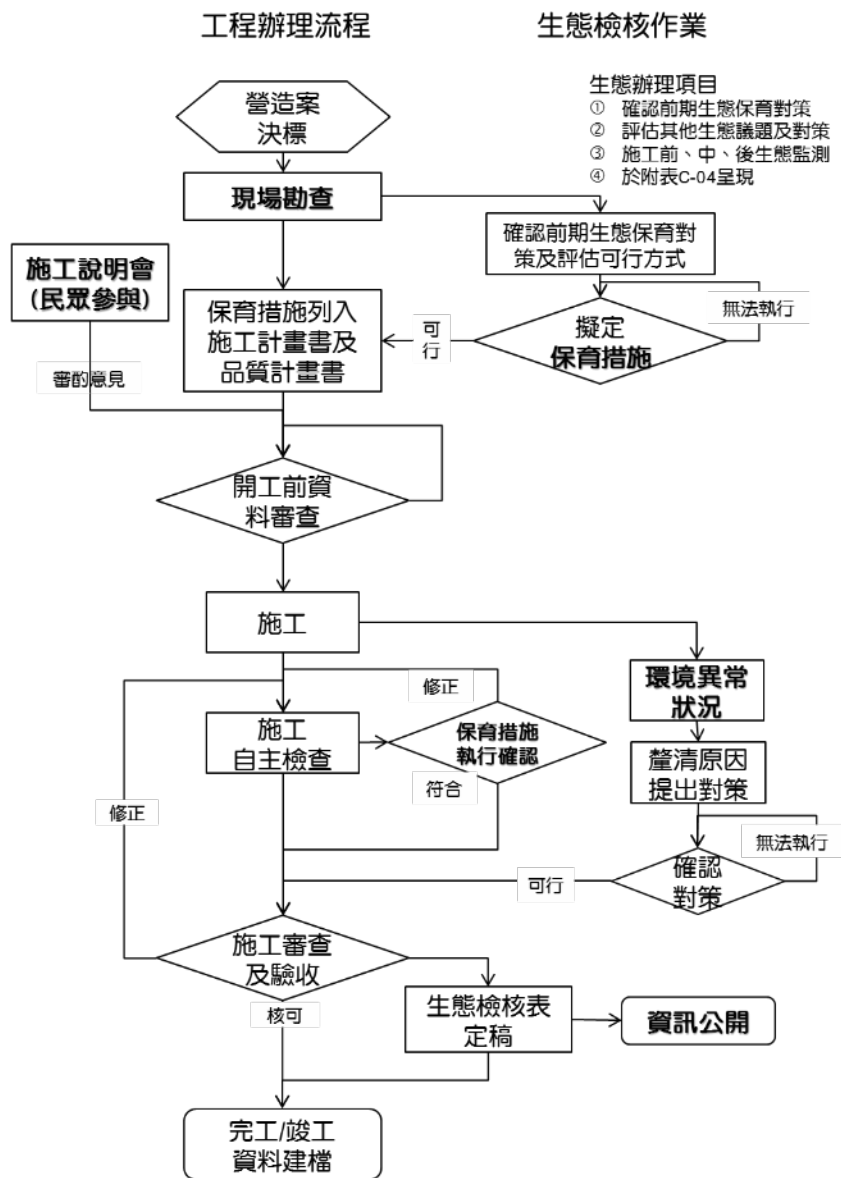 工程辦理流程
生態檢核作業
生態辦理項目
① 確認前期生態保育對策
② 評估其他生態議題及對策
③ 施工前、中、後生態監測
④ 於附表C-04呈現
營造案
決標
現場勘查
確認前期生態保育對
策及評估可行方式
施工說明會
(民眾參與)
保育措施列入
施工計畫書及
品質計畫書
可
行
擬定
保育措施
無法執行
審酌意見
開工前資
料審查
施工
環境異常
狀況
修正
施工
自主檢查
保育措施
執行確認
釐清原因
提出對策
符合
修正
無法執行
可行
確認
對策
施工審查
及驗收
核可
生態檢核表
定稿
資訊公開
完工/竣工
資料建檔